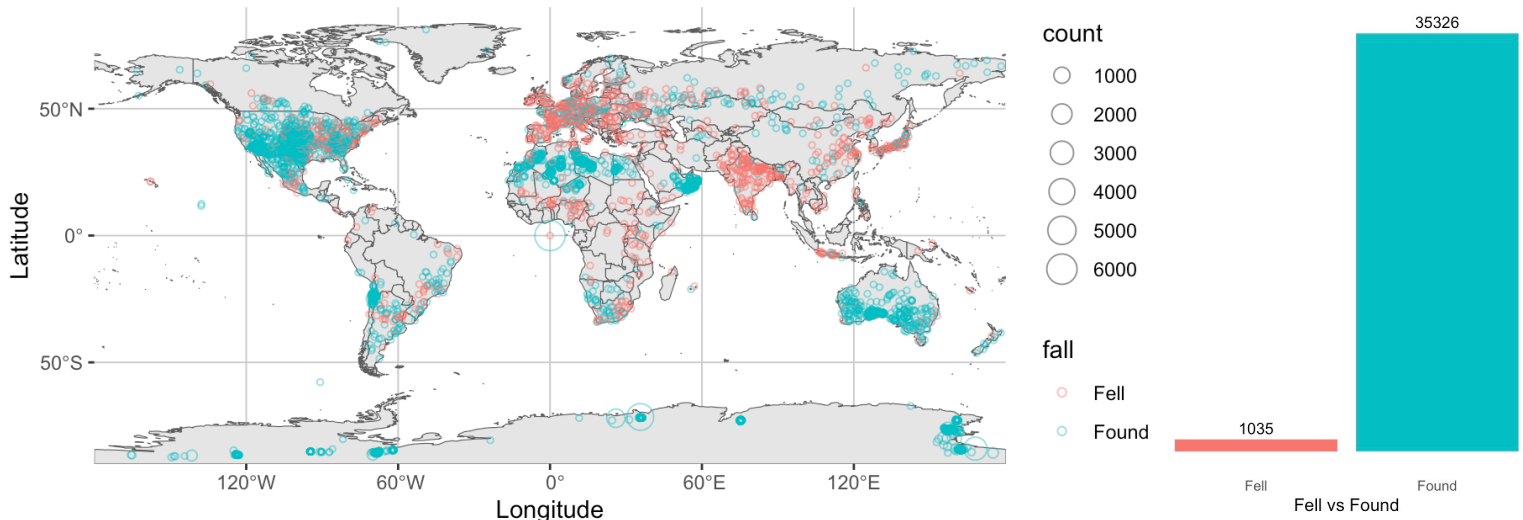 Latitude
50°N
0°
50°S
120°W
60°W
0°
60°E
120°E
Longitude
count
1000
2000
3000
4000
5000
6000
fall
Fell
Found
1035
35326
Fell
Found
Fell vs Found